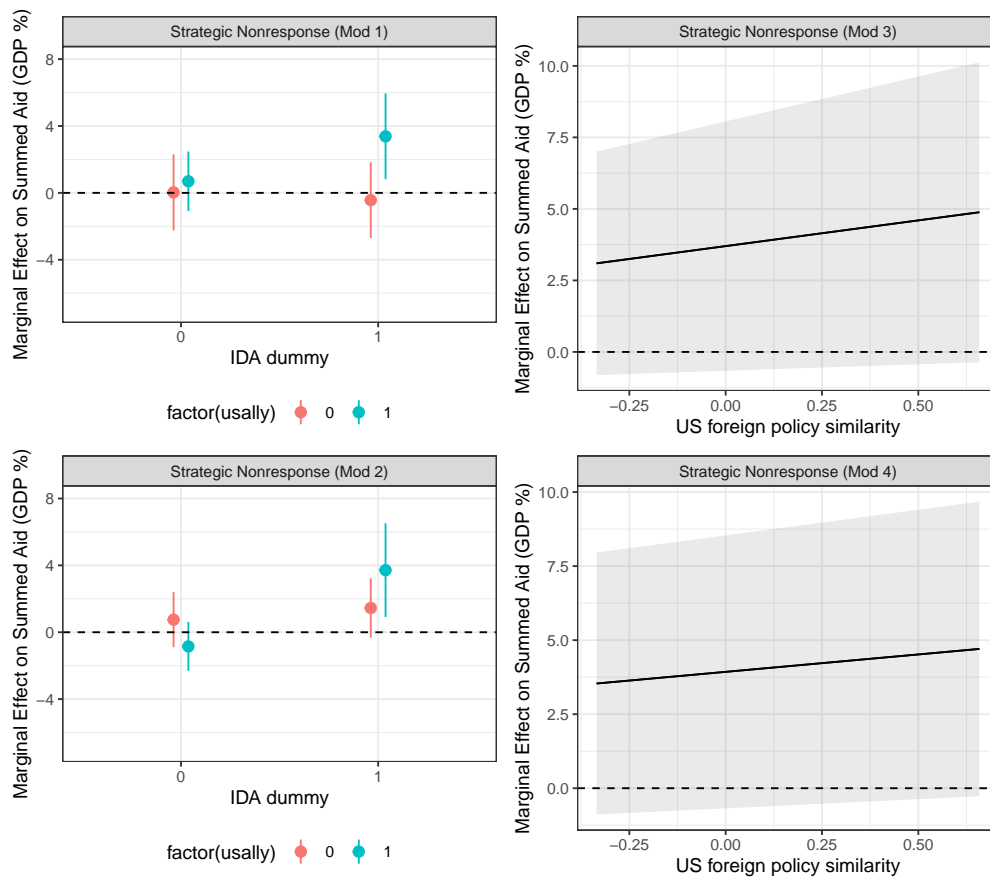 Strategic Nonresponse (Mod 1)
8
4
0
−4
Marginal Effect on Summed Aid (GDP %)
0
1
IDA dummy
factor(usally)
0
1
Strategic Nonresponse (Mod 3)
10.0
7.5
5.0
2.5
0.0
Marginal Effect on Summed Aid (GDP %)
−0.25
0.00
0.25
0.50
US foreign policy similarity
Strategic Nonresponse (Mod 2)
8
4
0
−4
Marginal Effect on Summed Aid (GDP %)
0
1
IDA dummy
factor(usally)
0
1
Strategic Nonresponse (Mod 4)
10.0
7.5
5.0
2.5
0.0
Marginal Effect on Summed Aid (GDP %)
−0.25
0.00
0.25
0.50
US foreign policy similarity